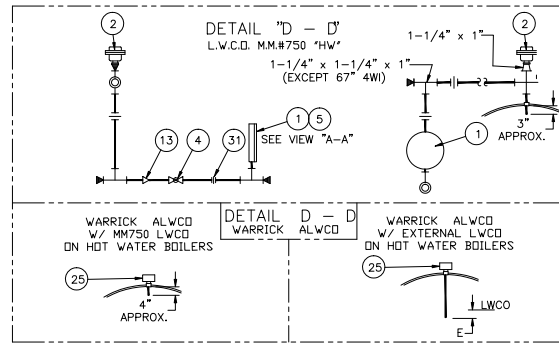 DETAIL "D - D"
L.W.C.O. M.M.#750 "HW"
2
2
1-1/4" x 1"
1-1/4" x 1-1/4" x 1"
(EXCEPT 67" 4WI)
13
4
31
1
5
SEE VIEW "A-A"
1
3"
APPROX.
DETAIL D - D
WARRICK ALWCO
WARRICK ALWCO
W/ MM750 LWCO
ON HOT WATER BOILERS
25
4"
APPROX.
WARRICK ALWCO
W/ EXTERNAL LWCO
ON HOT WATER BOILERS
25
LWCO
E